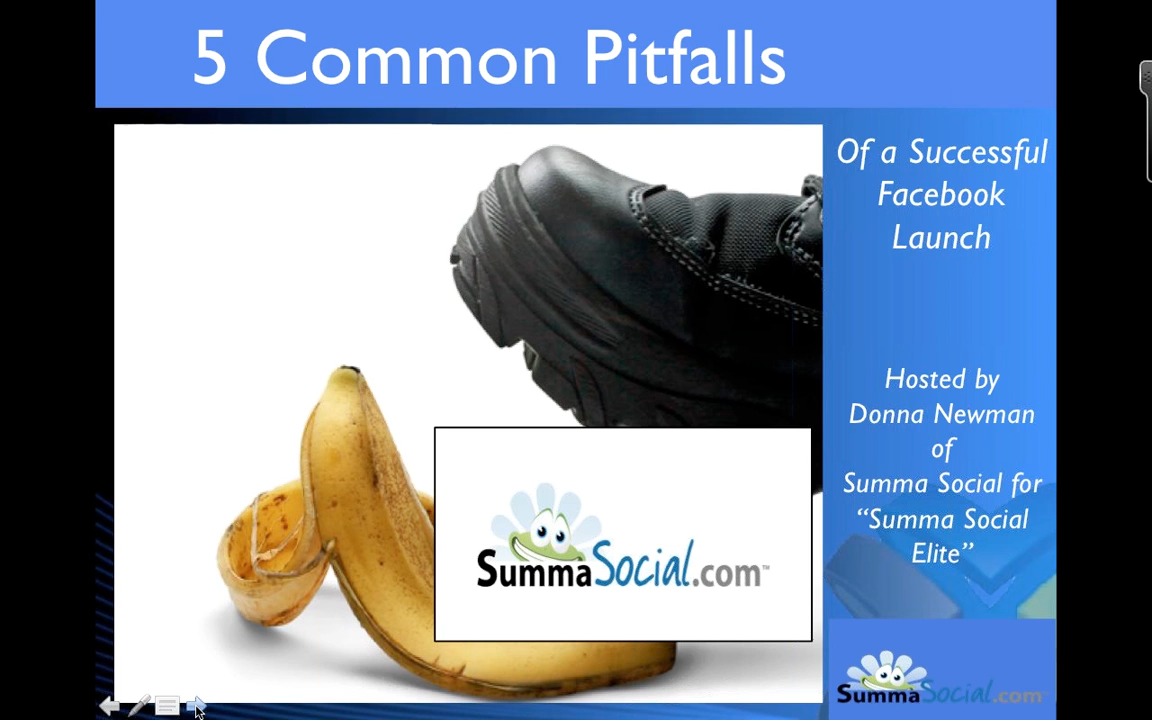 5 Common Pitfalls
Of a Successful
Facebook
Launch
Hosted by
Donna Newman
of
Summa Social for
“Summa Social
Elite”
SummaSocial.com™
SummaSocial.com